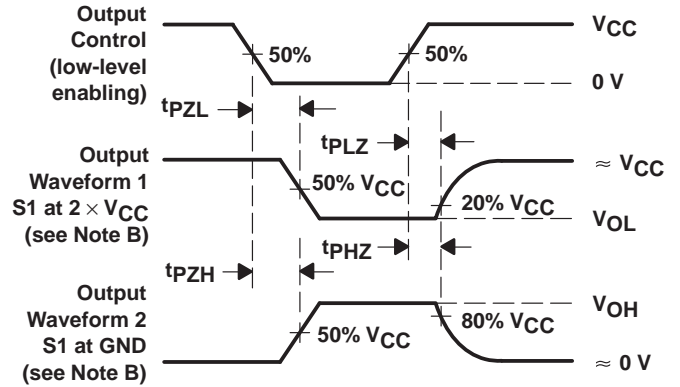 Output
Control
(low-level
enabling)
50%
50%
VCC
0 V
tPZL
tPLZ
Output
Waveform 1
S1 at 2 × VCC
(see Note B)
50% VCC
20% VCC
≈ VCC
VOL
tPZH
tPHZ
Output
Waveform 2
S1 at GND
(see Note B)
50% VCC
80% VCC
VOH
≈ 0 V